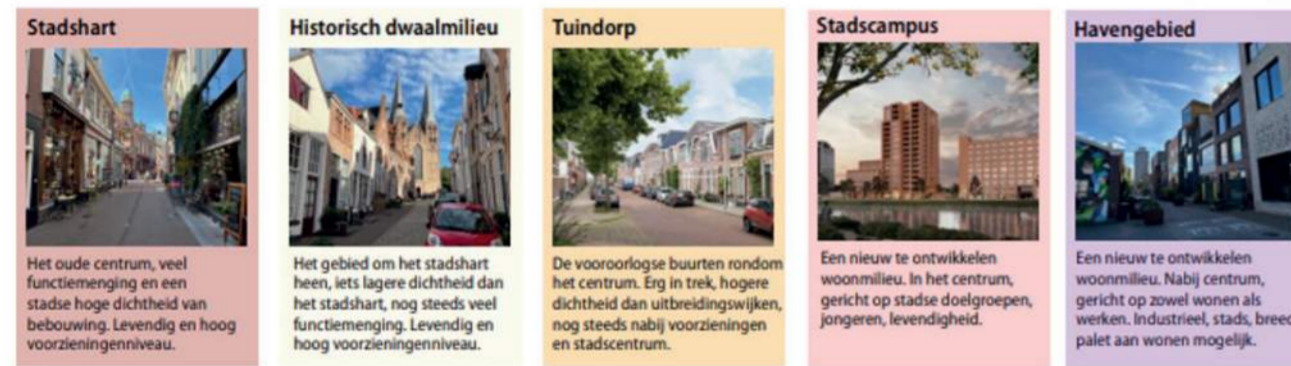 Stadshart
Het oude centrum, veel
functiemenging en een
stadse hoge dichtheid van
bebouwing. Levendig en hoog
voorzieningenniveau.
Historisch dwaalmilieu
Het gebied om het stadshart
heen, iets lagere dichtheid dan
het stadshart, nog steeds veel
functiemenging. Levendig en
hoog voorzieningenniveau.
Tuindorp
De vooroorlogse buurten rondom
het centrum. Erg in trek, hogere
dichtheid dan uitbreidingswijken,
nog steeds nabij voorzieningen
en stadscentrum.
Stadscampus
Een nieuw te ontwikkelen
woonmilieu. In het centrum,
gericht op stadse doelgroepen,
jongeren, levendigheid.
Havengebied
Een nieuw te ontwikkelen
woonmilieu. Nabij centrum,
gericht op zowel wonen als
werken. Industrieel, stads, breed
palet aan wonen mogelijk.